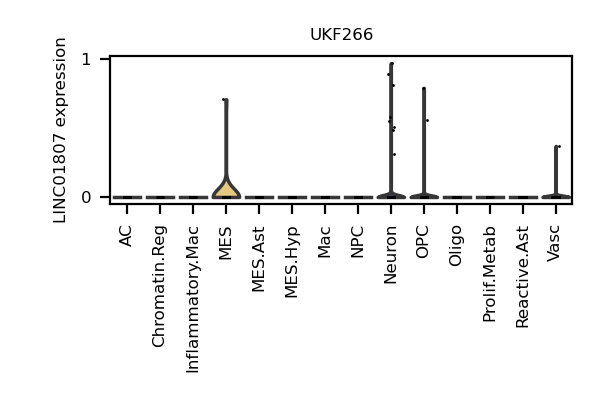 UKF266
LINC01807 expression
1
0
AC
Chromatin.Reg
Inflammatory.Mac
MES
MES.Ast
MES.Hyp
Mac
NPC
Neuron
OPC
Oligo
Prolif.Metab
Reactive.Ast
Vasc